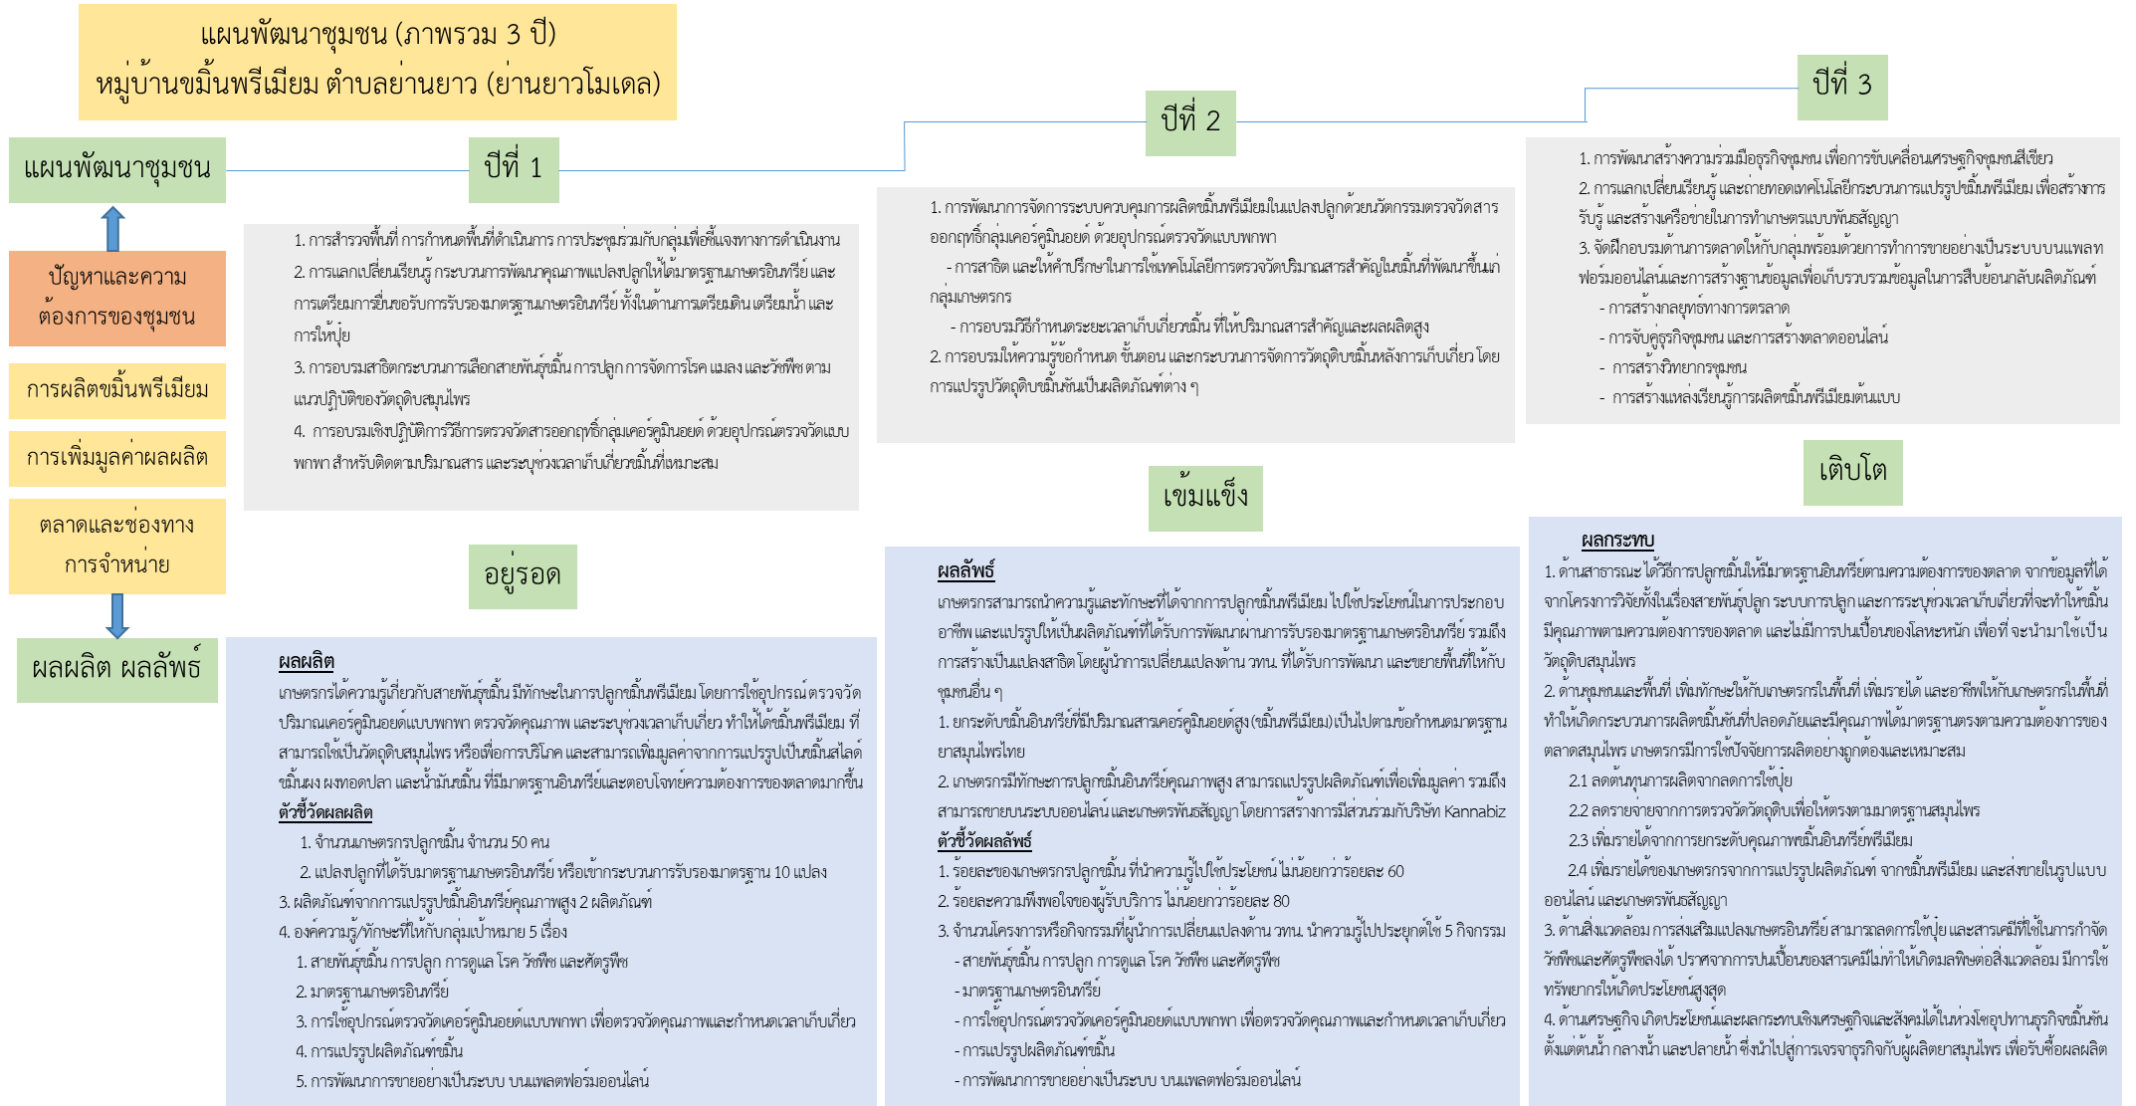 แผนพัฒนาชุมชน (ภาพรวม 3 ปี)
หมู่บ้านขมิ้นพรีเมียม ตำบลย่านยาว (ย่านยาวโมเดล)
แผนพัฒนาชุมชน
ปัญหาและความ
ต้องการของชุมชน
การผลิตขมิ้นพรีเมียม
การเพิ่มมูลค่าผลผลิต
ตลาดและช่องทาง
การจำหน่าย
ผลผลิต ผลลัพธ์
ปีที่ 1
1. การสำรวจพื้นที่ การกำหนดพื้นที่ดำเนินการ การประชุมร่วมกับกลุ่มเพื่อชี้แจงทางการดำเนินงาน
2. การแลกเปลี่ยนเรียนรู้ กระบวนการพัฒนาคุณภาพแปลงปลูกให้ได้มาตรฐานเกษตรอินทรีย์ และ
การเตรียมการยื่นขอรับการรับรองมาตรฐานเกษตรอินทรีย์ ทั้งในด้านการเตรียมดิน เตรียมน้ำ และ
การให้ปุ๋ย
3. การอบรมสาธิตกระบวนการเลือกสายพันธุ์ขมิ้น การปลูก การจัดการโรค แมลง และวัชพืช ตาม
แนวปฏิบัติของวัตถุดิบสมุนไพร
4. การอบรมเชิงปฏิบัติการวิธีการตรวจวัดสารออกฤทธิ์กลุ่มเคอร์คูมินอยด์ ด้วยอุปกรณ์ตรวจวัดแบบ
พกพา สำหรับติดตามปริมาณสาร และระบุช่วงเวลาเก็บเกี่ยวขมิ้นที่เหมาะสม
อยู่รอด
ผลผลิต
เกษตรกรได้ความรู้เกี่ยวกับสายพันธุ์ขมิ้น มีทักษะในการปลูกขมิ้นพรีเมียม โดยการใช้อุปกรณ์ตรวจวัด
ปริมาณเคอร์คูมินอยด์แบบพกพา ตรวจวัดคุณภาพ และระบุช่วงเวลาเก็บเกี่ยว ทำให้ได้ขมิ้นพรีเมียม ที่
สามารถใช้เป็นวัตถุดิบสมุนไพร หรือเพื่อการบริโภค และสามารถเพิ่มมูลค่าจากการแปรรูปเป็นขมิ้นสไลด์
ขมิ้นผง ผงทอดปลา และน้ำมันขมิ้น ที่มีมาตรฐานอินทรีย์และตอบโจทย์ความต้องการของตลาดมากขึ้น
ตัวชี้วัดผลผลิต
1. จำนวนเกษตรกรปลูกขมิ้น จำนวน 50 คน
2. แปลงปลูกที่ได้รับมาตรฐานเกษตรอินทรีย์ หรือเข้ากระบวนการรับรองมาตรฐาน 10 แปลง
3. ผลิตภัณฑ์จากการแปรรูปขมิ้นอินทรีย์คุณภาพสูง 2 ผลิตภัณฑ์
4. องค์ความรู้/ทักษะที่ให้กับกลุ่มเป้าหมาย 5 เรื่อง
1. สายพันธุ์ขมิ้น การปลูก การดูแล โรค วัชพืช และศัตรูพืช
2. มาตรฐานเกษตรอินทรีย์
3. การใช้อุปกรณ์ตรวจวัดเคอร์คูมินอยด์แบบพกพา เพื่อตรวจวัดคุณภาพและกำหนดเวลาเก็บเกี่ยว
4. การแปรรูปผลิตภัณฑ์ขมิ้น
5. การพัฒนาการขายอย่างเป็นระบบ บนแพลตฟอร์มออนไลน์
ปีที่ 2
1. การพัฒนาการจัดการระบบควบคุมการผลิตขมิ้นพรีเมียมในแปลงปลูกด้วยนวัตกรรมตรวจวัดสาร
ออกฤทธิ์กลุ่มเคอร์คูมินอยด์ ด้วยอุปกรณ์ตรวจวัดแบบพกพา
- การสาธิต และให้คำปรึกษาในการใช้เทคโนโลยีการตรวจวัดปริมาณสารสำคัญในขมิ้นที่พัฒนาขึ้นแก่
กลุ่มเกษตรกร
- การอบรมวิธีกำหนดระยะเวลาเก็บเกี่ยวขมิ้น ที่ให้ปริมาณสารสำคัญและผลผลิตสูง
2. การอบรมให้ความรู้ข้อกำหนด ขั้นตอน และกระบวนการจัดการวัตถุดิบขมิ้นหลังการเก็บเกี่ยว โดย
การแปรรูปวัตถุดิบขมิ้นชันเป็นผลิตภัณฑ์ต่าง ๆ
เข้มแข็ง
ผลลัพธ์
เกษตรกรสามารถนำความรู้และทักษะที่ได้จากการปลูกขมิ้นพรีเมียม ไปใช้ประโยชน์ในการประกอบ
อาชีพ และแปรรูปให้เป็นผลิตภัณฑ์ที่ได้รับการพัฒนาผ่านการรับรองมาตรฐานเกษตรอินทรีย์ รวมถึง
การสร้างเป็นแปลงสาธิต โดยผู้นำการเปลี่ยนแปลงด้าน วทน. ที่ได้รับการพัฒนา และขยายพื้นที่ให้กับ
ชุมชนอื่น ๆ
1. ยกระดับขมิ้นอินทรีย์ที่มีปริมาณสารเคอร์คูมินอยด์สูง (ขมิ้นพรีเมียม) เป็นไปตามข้อกำหนดมาตรฐาน
ยาสมุนไพรไทย
2. เกษตรกรมีทักษะการปลูกขมิ้นอินทรีย์คุณภาพสูง สามารถแปรรูปผลิตภัณฑ์เพื่อเพิ่มมูลค่า รวมถึง
สามารถขายบนระบบออนไลน์ และเกษตรพันธสัญญา โดยการสร้างการมีส่วนร่วมกับบริษัท Kannabiz
ตัวชี้วัดผลลัพธ์
1. ร้อยละของเกษตรกรปลูกขมิ้น ที่นำความรู้ไปใช้ประโยชน์ ไม่น้อยกว่าร้อยละ 60
2. ร้อยละความพึงพอใจของผู้รับบริการ ไม่น้อยกว่าร้อยละ 80
3. จำนวนโครงการหรือกิจกรรมที่ผู้นำการเปลี่ยนแปลงด้าน วทน. นำความรู้ไปประยุกต์ใช้ 5 กิจกรรม
- สายพันธุ์ขมิ้น การปลูก การดูแล โรค วัชพืช และศัตรูพืช
- มาตรฐานเกษตรอินทรีย์
- การใช้อุปกรณ์ตรวจวัดเคอร์คูมินอยด์แบบพกพา เพื่อตรวจวัดคุณภาพและกำหนดเวลาเก็บเกี่ยว
- การแปรรูปผลิตภัณฑ์ขมิ้น
- การพัฒนาการขายอย่างเป็นระบบ บนแพลตฟอร์มออนไลน์
ปีที่ 3
1. การพัฒนาสร้างความร่วมมือธุรกิจชุมชน เพื่อการขับเคลื่อนเศรษฐกิจชุมชนสีเขียว
2. การแลกเปลี่ยนเรียนรู้ และถ่ายทอดเทคโนโลยีกระบวนการแปรรูปขมิ้นพรีเมียม เพื่อสร้างการ
รับรู้ และสร้างเครือข่ายในการทำเกษตรแบบพันธสัญญา
3. จัดฝึกอบรมด้านการตลาดให้กับกลุ่มพร้อมด้วยการทำการขายอย่างเป็นระบบบนแพลท
ฟอร์มออนไลน์และการสร้างฐานข้อมูลเพื่อเก็บรวบรวมข้อมูลในการสืบย้อนกลับผลิตภัณฑ์
- การสร้างกลยุทธ์ทางการตรลาด
- การจับคู่ธุรกิจชุมชน และการสร้างตลาดออนไลน์
- การสร้างวิทยากรชุมชน
- การสร้างแหล่งเรียนรู้การผลิตขมิ้นพรีเมียมต้นแบบ
เติบโต
ผลกระทบ
1. ด้านสาธารณะ ได้วิธีการปลูกขมิ้นให้มีมาตรฐานอินทรีย์ตามความต้องการของตลาด จากข้อมูลที่ได้
จากโครงการวิจัยทั้งในเรื่องสายพันธุ์ปลูก ระบบการปลูก และการระบุช่วงเวลาเก็บเกี่ยวที่จะทำให้ขมิ้น
มีคุณภาพตามความต้องการของตลาด และไม่มีการปนเปื้อนของโลหะหนัก เพื่อที่ จะนำมาใช้เป็น
วัตถุดิบสมุนไพร
2. ด้านชุมชนและพื้นที่ เพิ่มทักษะให้กับเกษตรกรในพื้นที่ เพิ่มรายได้ และอาชีพให้กับเกษตรกรในพื้นที่
ทำให้เกิดกระบวนการผลิตขมิ้นชันที่ปลอดภัยและมีคุณภาพได้มาตรฐานตรงตามความต้องการของ
ตลาดสมุนไพร เกษตรกรมีการใช้ปัจจัยการผลิตอย่างถูกต้องและเหมาะสม
2.1 ลดต้นทุนการผลิตจากลดการใช้ปุ๋ย
2.2 ลดรายจ่ายจากการตรวจวัดวัตถุดิบเพื่อให้ตรงตามมาตรฐานสมุนไพร
2.3 เพิ่มรายได้จากการยกระดับคุณภาพขมิ้นอินทรีย์พรีเมียม
2.4 เพิ่มรายได้ของเกษตรกรจากการแปรรูปผลิตภัณฑ์ จากขมิ้นพรีเมียม และส่งขายในรูปแบบ
ออนไลน์ และเกษตรพันธสัญญา
3. ด้านสิ่งแวดล้อม การส่งเสริมแปลงเกษตรอินทรีย์ สามารถลดการใช้ปุ๋ย และสารเคมีที่ใช้ในการกำจัด
วัชพืชและศัตรูพืชลงได้ ปราศจากการปนเปื้อนของสารเคมีไม่ทำให้เกิดมลพิษต่อสิ่งแวดล้อม มีการใช้
ทรัพยากรให้เกิดประโยชน์สูงสุด
4. ด้านเศรษฐกิจ เกิดประโยชน์และผลกระทบเชิงเศรษฐกิจและสังคมได้ในห่วงโซ่อุปทานธุรกิจขมิ้นชัน
ตั้งแต่ต้นน้ำ กลางน้ำ และปลายน้ำ ซึ่งนำไปสู่การเจรจาธุรกิจกับผู้ผลิตยาสมุนไพร เพื่อรับซื้อผลผลิต